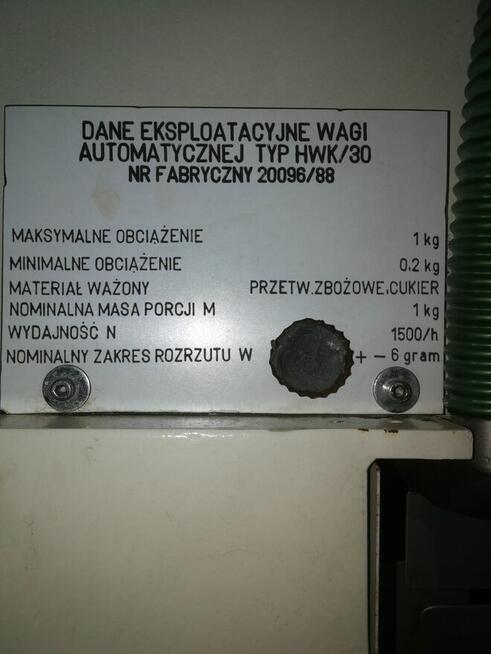 DANE EKSPLOATACYJNE WAGI
AUTOMATYCZNEJ TYP HWK/30
NR FABRYCZNY 20096/88
MAKSYMALNE OBCIĄŻENIE 1 kg
MINIMALNE OBCIĄŻENIE 0.2 kg
MATERIAŁ WAŻONY PRZETW.ZBOŻOWE,CUKIER
NOMINALNA MASA PORCJI M 1 kg
WYDAJNOŚĆ N 1500/h
NOMINALNY ZAKRES ROZRZUTU W + - 6 gram